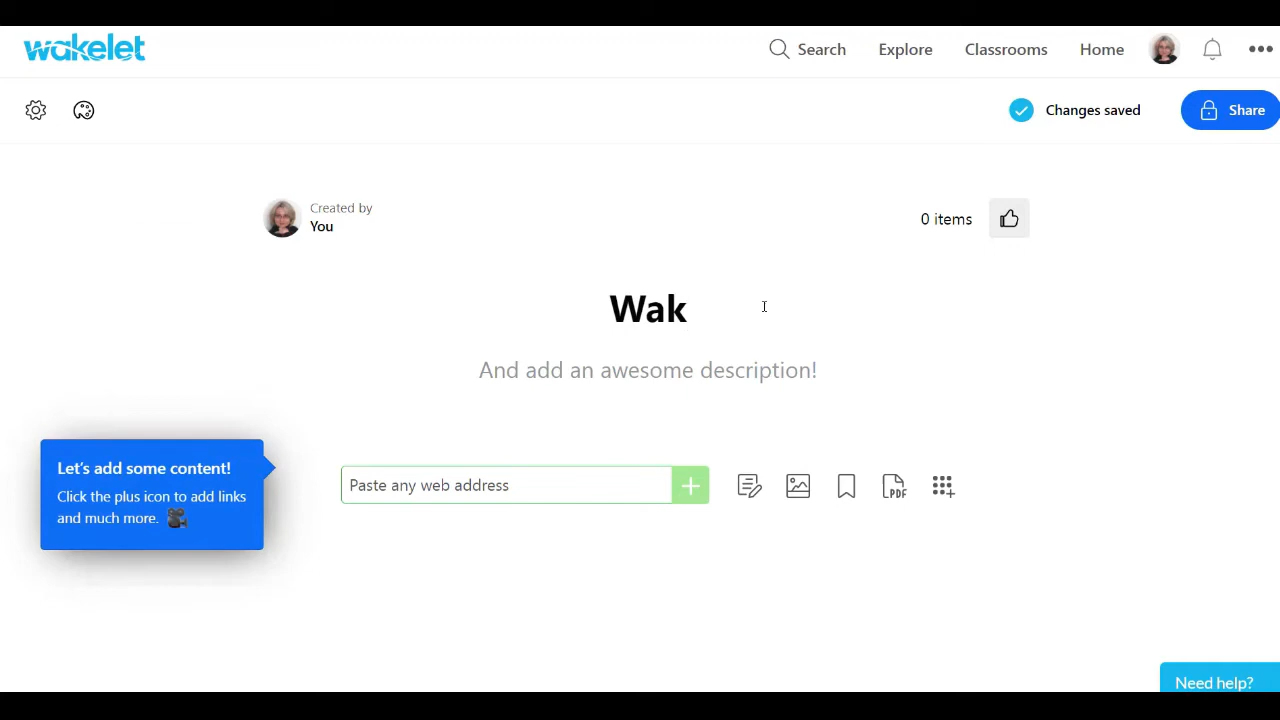 wakelet
Search Explore Classrooms Home
Changes saved
Share
Created by
You
0 items
Wak
And add an awesome description!
Let's add some content!
Click the plus icon to add links
and much more.
Paste any web address
PDF
Need help?